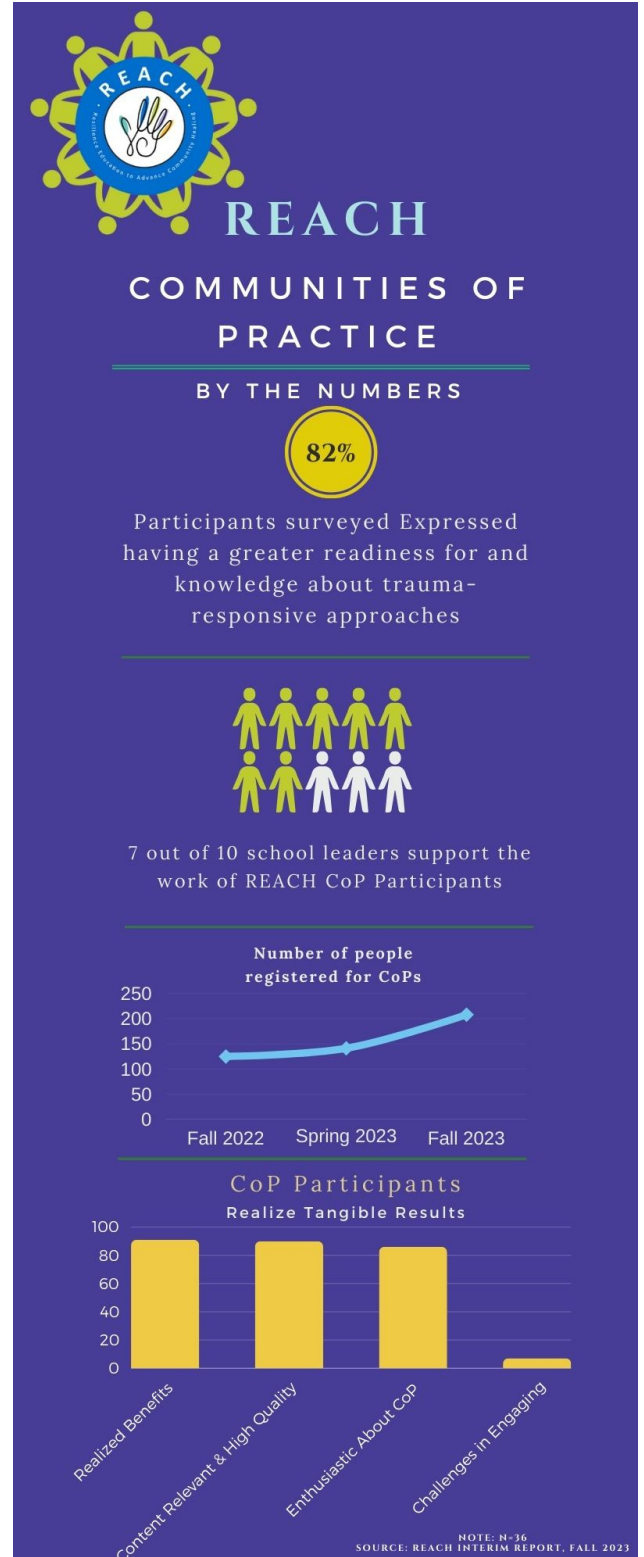 REACH
Resilience Education to Advance Community Healing
REACH
COMMUNITIES OF
PRACTICE
BY THE NUMBERS
82%
Participants surveyed Expressed
having a greater readiness for and
knowledge about trauma-
responsive approaches
7 out of 10 school leaders support the
work of REACH CoP Participants
Number of people
registered for CoPs
250
200
150
100
50
0
Fall 2022 Spring 2023 Fall 2023
CoP Participants
Realize Tangible Results
100
80
60
40
20
0
Realized Benefits
Content Relevant & High Quality
Enthusiastic About CoP
Challenges in Engaging
NOTE: N=36
SOURCE: REACH INTERIM REPORT, FALL 2023